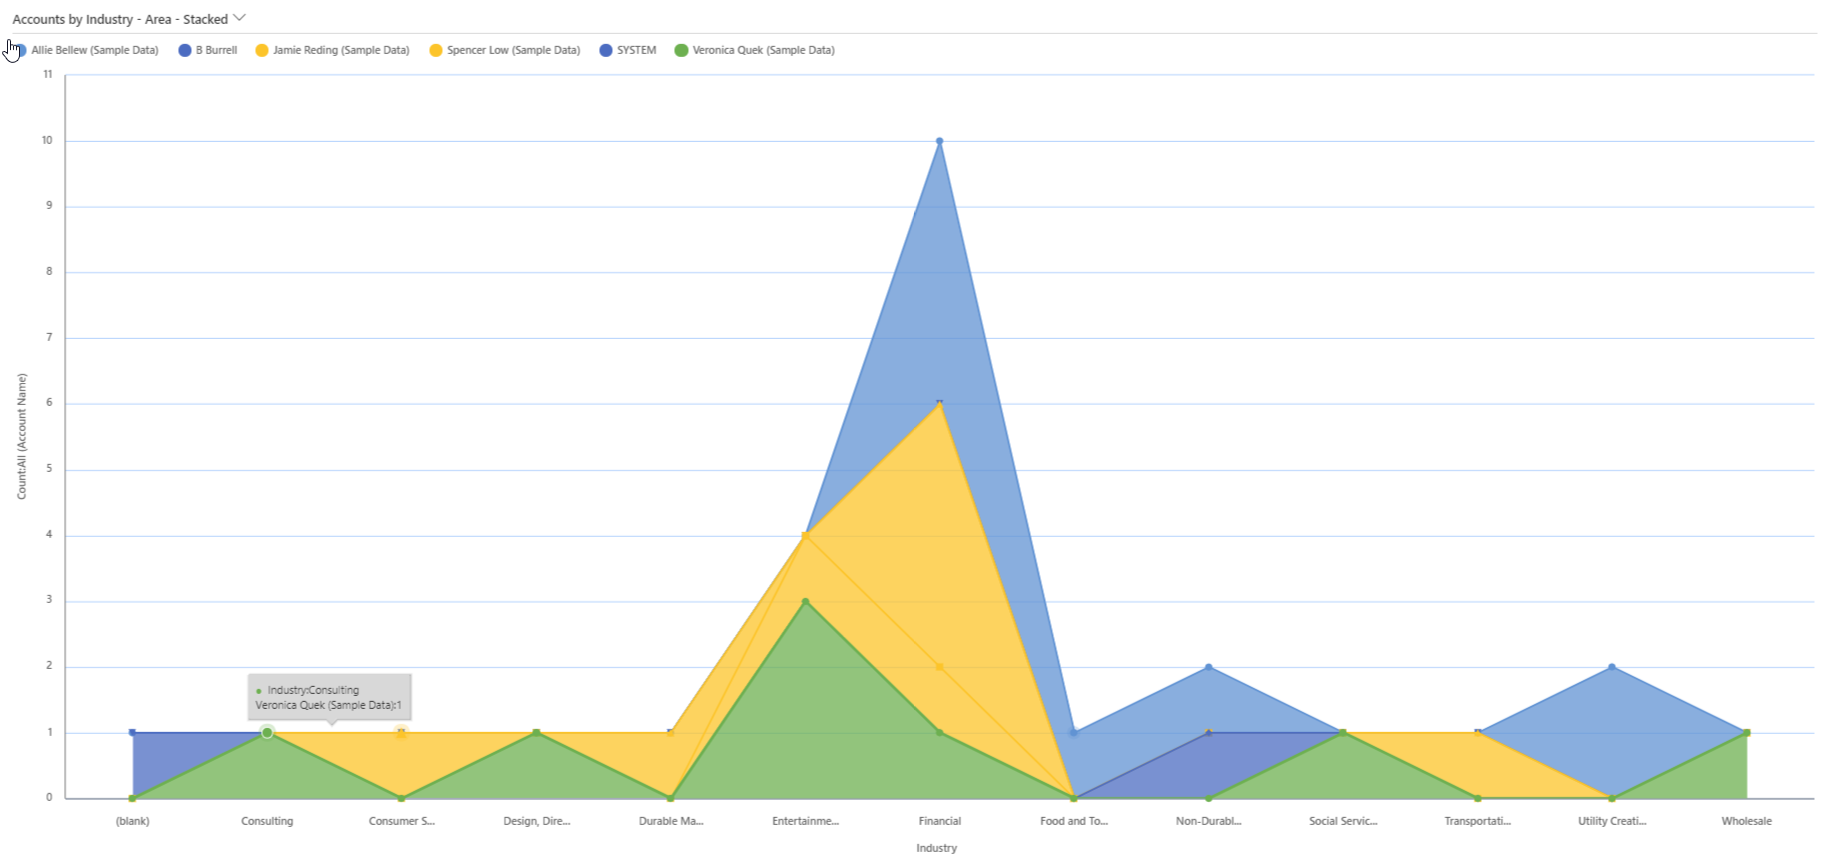 Accounts by Industry - Area - Stacked
Allie Bellew (Sample Data) B Burrell Jamie Reding (Sample Data) Spencer Low (Sample Data) SYSTEM Veronica Quek (Sample Data)
11
10
9
8
7
6
5
4
3
2
1
0
Count:All (Account Name)
Industry:Consulting
Veronica Quek (Sample Data):1
(blank) Consulting Consumer S... Design, Dire... Durable Ma... Entertainme... Financial Food and To... Non-Durabl... Social Servic... Transportati... Utility Creati... Wholesale
Industry